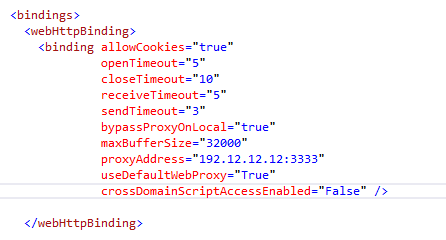 <bindings>
<webHttpBinding>
<binding allowCookies="true"
openTimeout="5"
closeTimeout="10"
receiveTimeout="5"
sendTimeout="3"
bypassProxyOnLocal="true"
maxBufferSize="32000"
proxyAddress="192.12.12.12:3333"
useDefaultWebProxy="True"
crossDomainScriptAccessEnabled="False" />
</webHttpBinding>